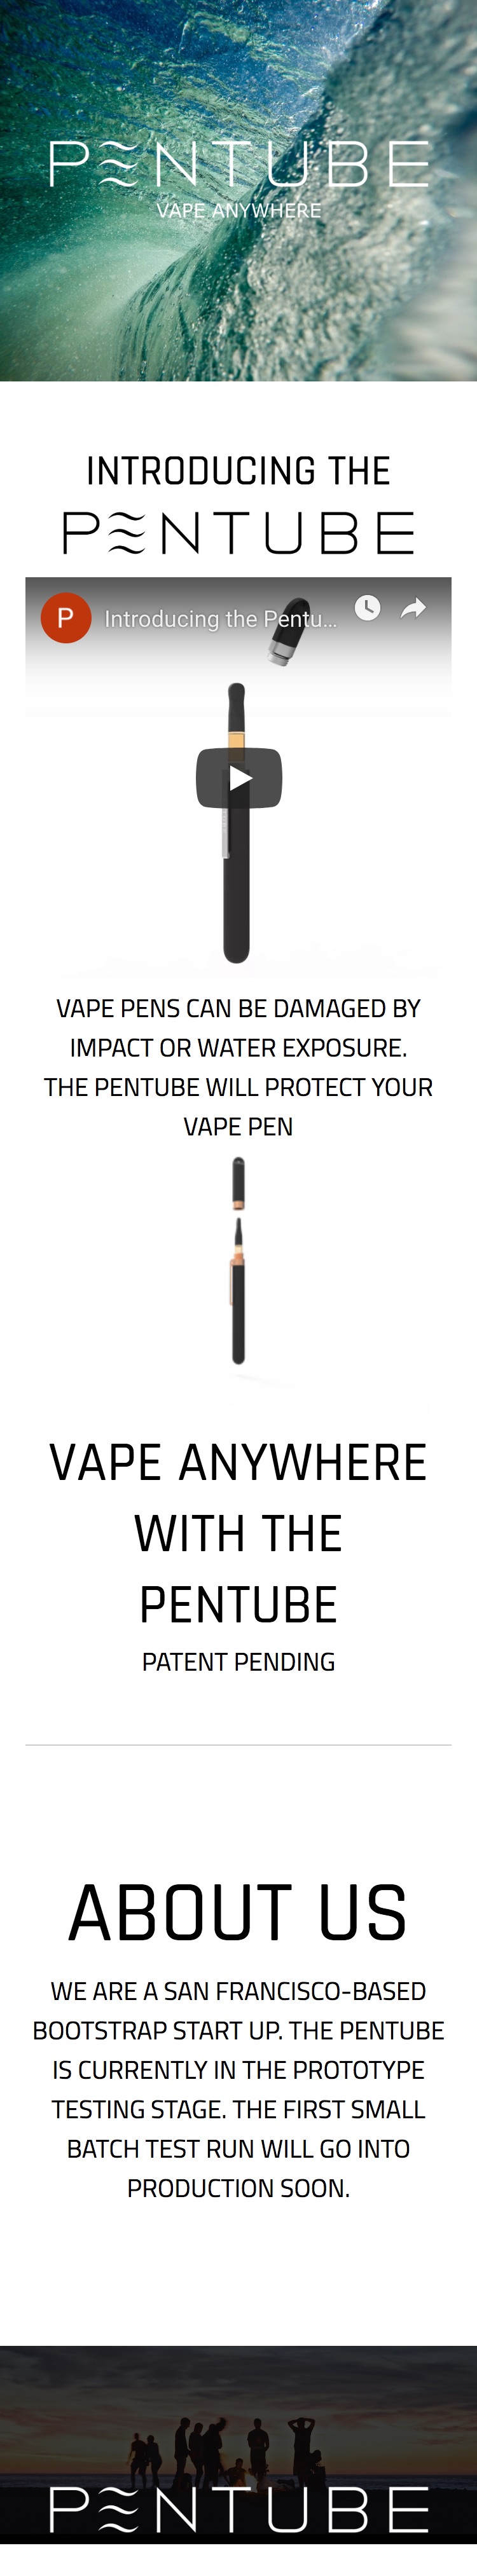 PENTUBE
VAPE ANYWHERE
INTRODUCING THE
PENTUBE
P
Introducing the Pentu...
VAPE PENS CAN BE DAMAGED BY
IMPACT OR WATER EXPOSURE.
THE PENTUBE WILL PROTECT YOUR
VAPE PEN
VAPE ANYWHERE
WITH THE
PENTUBE
PATENT PENDING
ABOUT US
WE ARE A SAN FRANCISCO-BASED
BOOTSTRAP START UP. THE PENTUBE
IS CURRENTLY IN THE PROTOTYPE
TESTING STAGE. THE FIRST SMALL
BATCH TEST RUN WILL GO INTO
PRODUCTION SOON.
PENTUBE